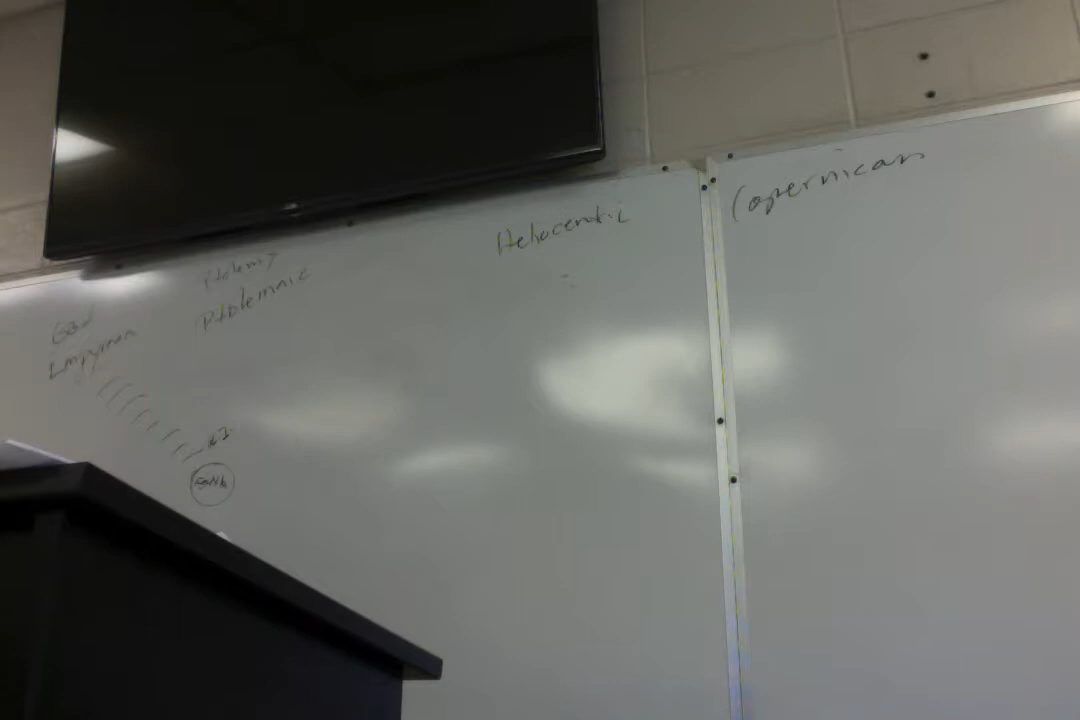 Ptolemy
Ptolemaic
Heliocentric
Copernican
God
Empyrean
Earth